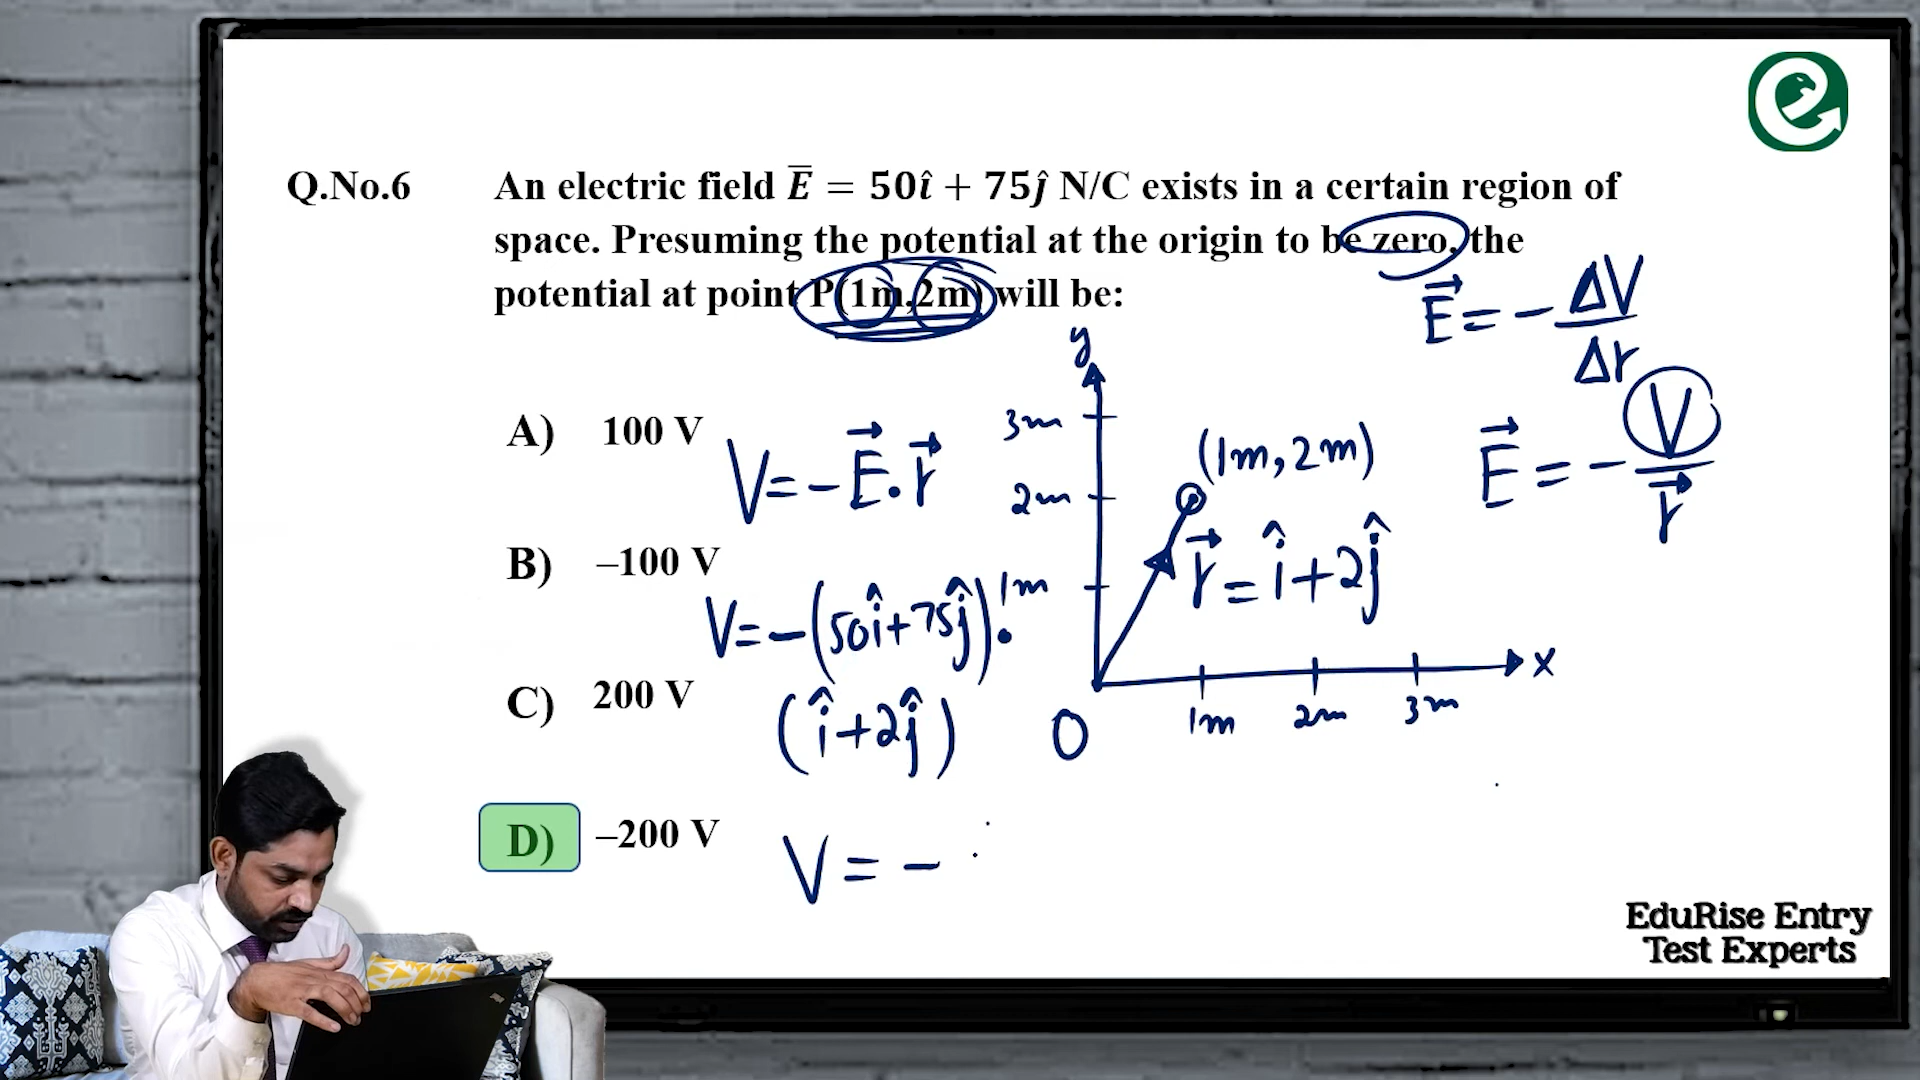 Q.No.6 An electric field E̅ = 50î + 75ĵ N/C exists in a certain region of
space. Presuming the potential at the origin to be zero, the
potential at point P(1m,2m) will be:
E⃗ = - ΔV/Δr
E⃗ = - V/r⃗
A) 100 V
V = - E⃗ . r⃗
B) –100 V
V = - (50î + 75ĵ) .
(î + 2ĵ)
C) 200 V
D) –200 V
V = -
y
3m
2m
1m
(1m, 2m)
r⃗ = î + 2ĵ
x
O
1m 2m 3m
EduRise Entry
Test Experts